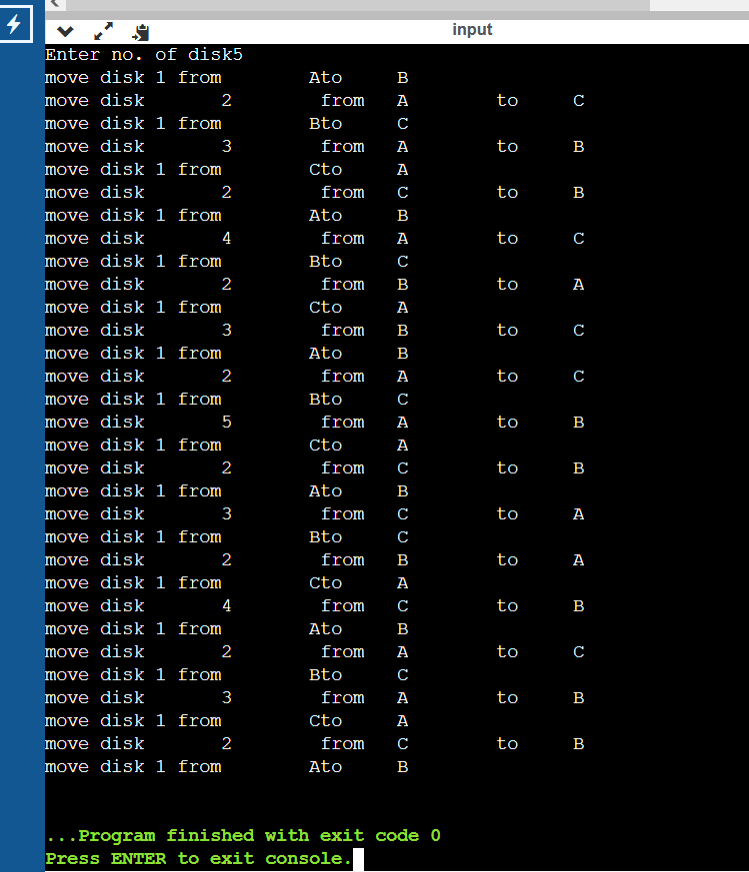 input
Enter no. of disk5
move disk 1 from Ato B
move disk 2 from A to C
move disk 1 from Bto C
move disk 3 from A to B
move disk 1 from Cto A
move disk 2 from C to B
move disk 1 from Ato B
move disk 4 from A to C
move disk 1 from Bto C
move disk 2 from B to A
move disk 1 from Cto A
move disk 3 from B to C
move disk 1 from Ato B
move disk 2 from A to C
move disk 1 from Bto C
move disk 5 from A to B
move disk 1 from Cto A
move disk 2 from C to B
move disk 1 from Ato B
move disk 3 from C to A
move disk 1 from Bto C
move disk 2 from B to A
move disk 1 from Cto A
move disk 4 from C to B
move disk 1 from Ato B
move disk 2 from A to C
move disk 1 from Bto C
move disk 3 from A to B
move disk 1 from Cto A
move disk 2 from C to B
move disk 1 from Ato B
...Program finished with exit code 0
Press ENTER to exit console.